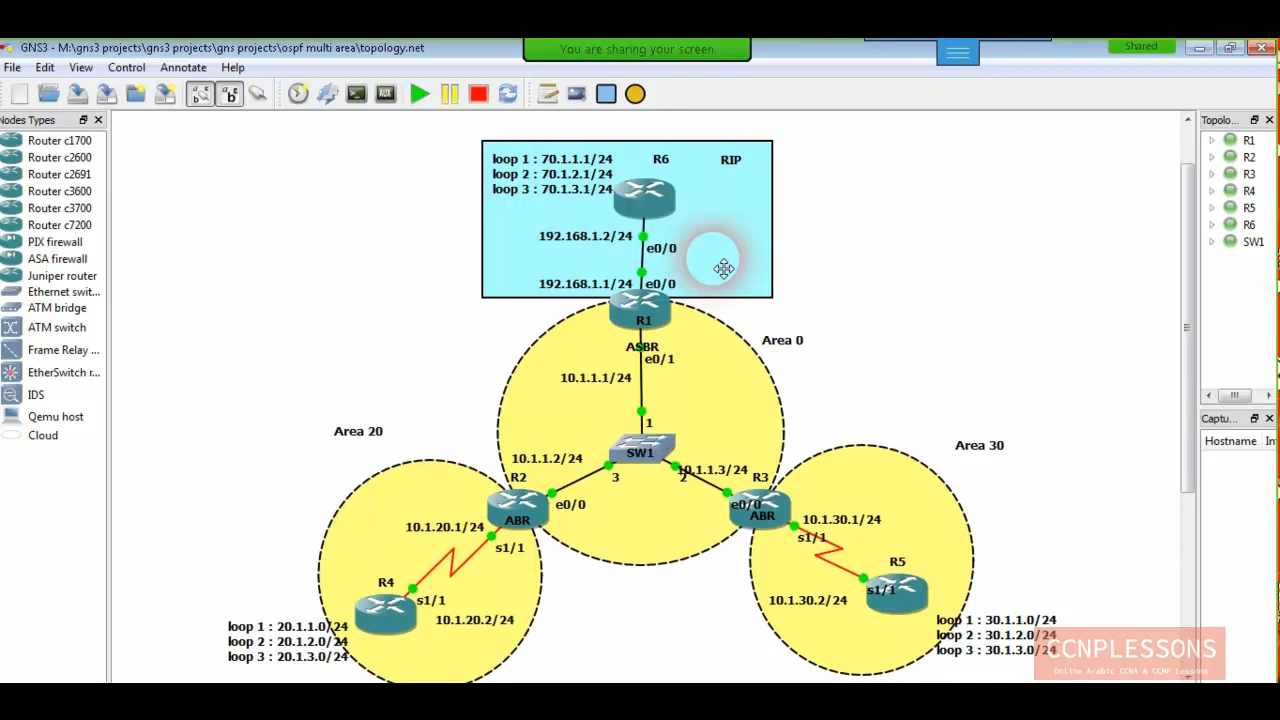 GNS3 - M:\gns3 projects\gns3 projects\gns projects\ospf multi area\topology.net
You are sharing your screen.
Shared
File Edit View Control Annotate Help
Nodes Types
Router c1700
Router c2600
Router c2691
Router c3600
Router c3700
Router c7200
PIX firewall
ASA firewall
Juniper router
Ethernet swit...
ATM bridge
ATM switch
Frame Relay ...
EtherSwitch r...
IDS
Qemu host
Cloud
loop 1 : 70.1.1.1/24
loop 2 : 70.1.2.1/24
loop 3 : 70.1.3.1/24
R6
RIP
192.168.1.2/24
e0/0
192.168.1.1/24
e0/0
R1
ASBR
e0/1
Area 0
10.1.1.1/24
1
SW1
Area 20
Area 30
10.1.1.2/24
3
2
10.1.1.3/24
R2
e0/0
ABR
R3
e0/0
ABR
10.1.20.1/24
s1/1
10.1.30.1/24
s1/1
R4
s1/1
10.1.20.2/24
R5
s1/1
10.1.30.2/24
loop 1 : 20.1.1.0/24
loop 2 : 20.1.2.0/24
loop 3 : 20.1.3.0/24
loop 1 : 30.1.1.0/24
loop 2 : 30.1.2.0/24
loop 3 : 30.1.3.0/24
Topolo...
R1
R2
R3
R4
R5
R6
SW1
Captu...
Hostname In
CCNPLESSONS
Online Arabic CCNA & CCNP Lessons